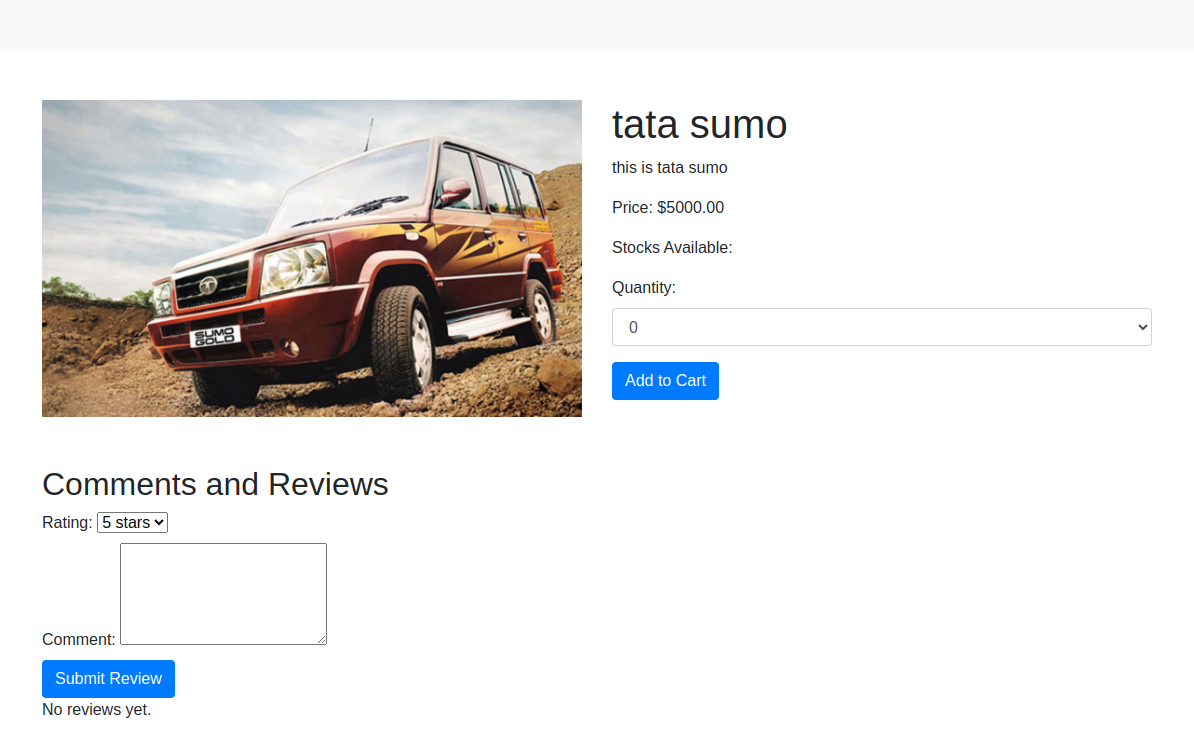 tata sumo
this is tata sumo
Price: $5000.00
Stocks Available:
Quantity:
0
Add to Cart
SUMO
GOLD
Comments and Reviews
Rating: 5 stars
Comment:
Submit Review
No reviews yet.